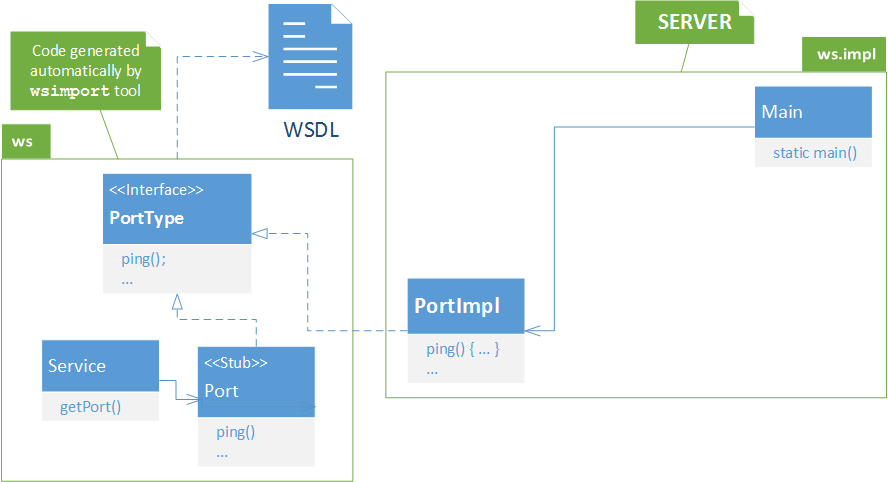 Code generated
automatically by
wsimport tool
WSDL
SERVER
ws.impl
Main
static main()
ws
<<Interface>>
PortType
ping();
...
PortImpl
ping() { ... }
...
Service
getPort()
<<Stub>>
Port
ping()
...